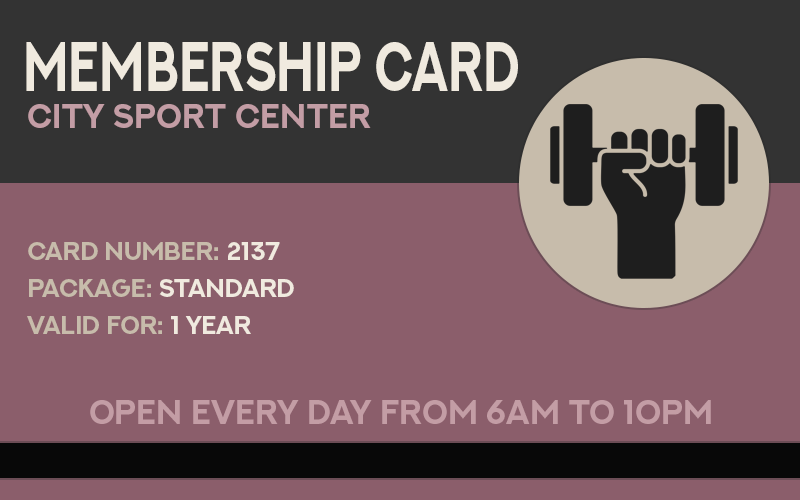 MEMBERSHIP CARD
CITY SPORT CENTER
CARD NUMBER: 2137
PACKAGE: STANDARD
VALID FOR: 1 YEAR
OPEN EVERY DAY FROM 6AM TO 10PM